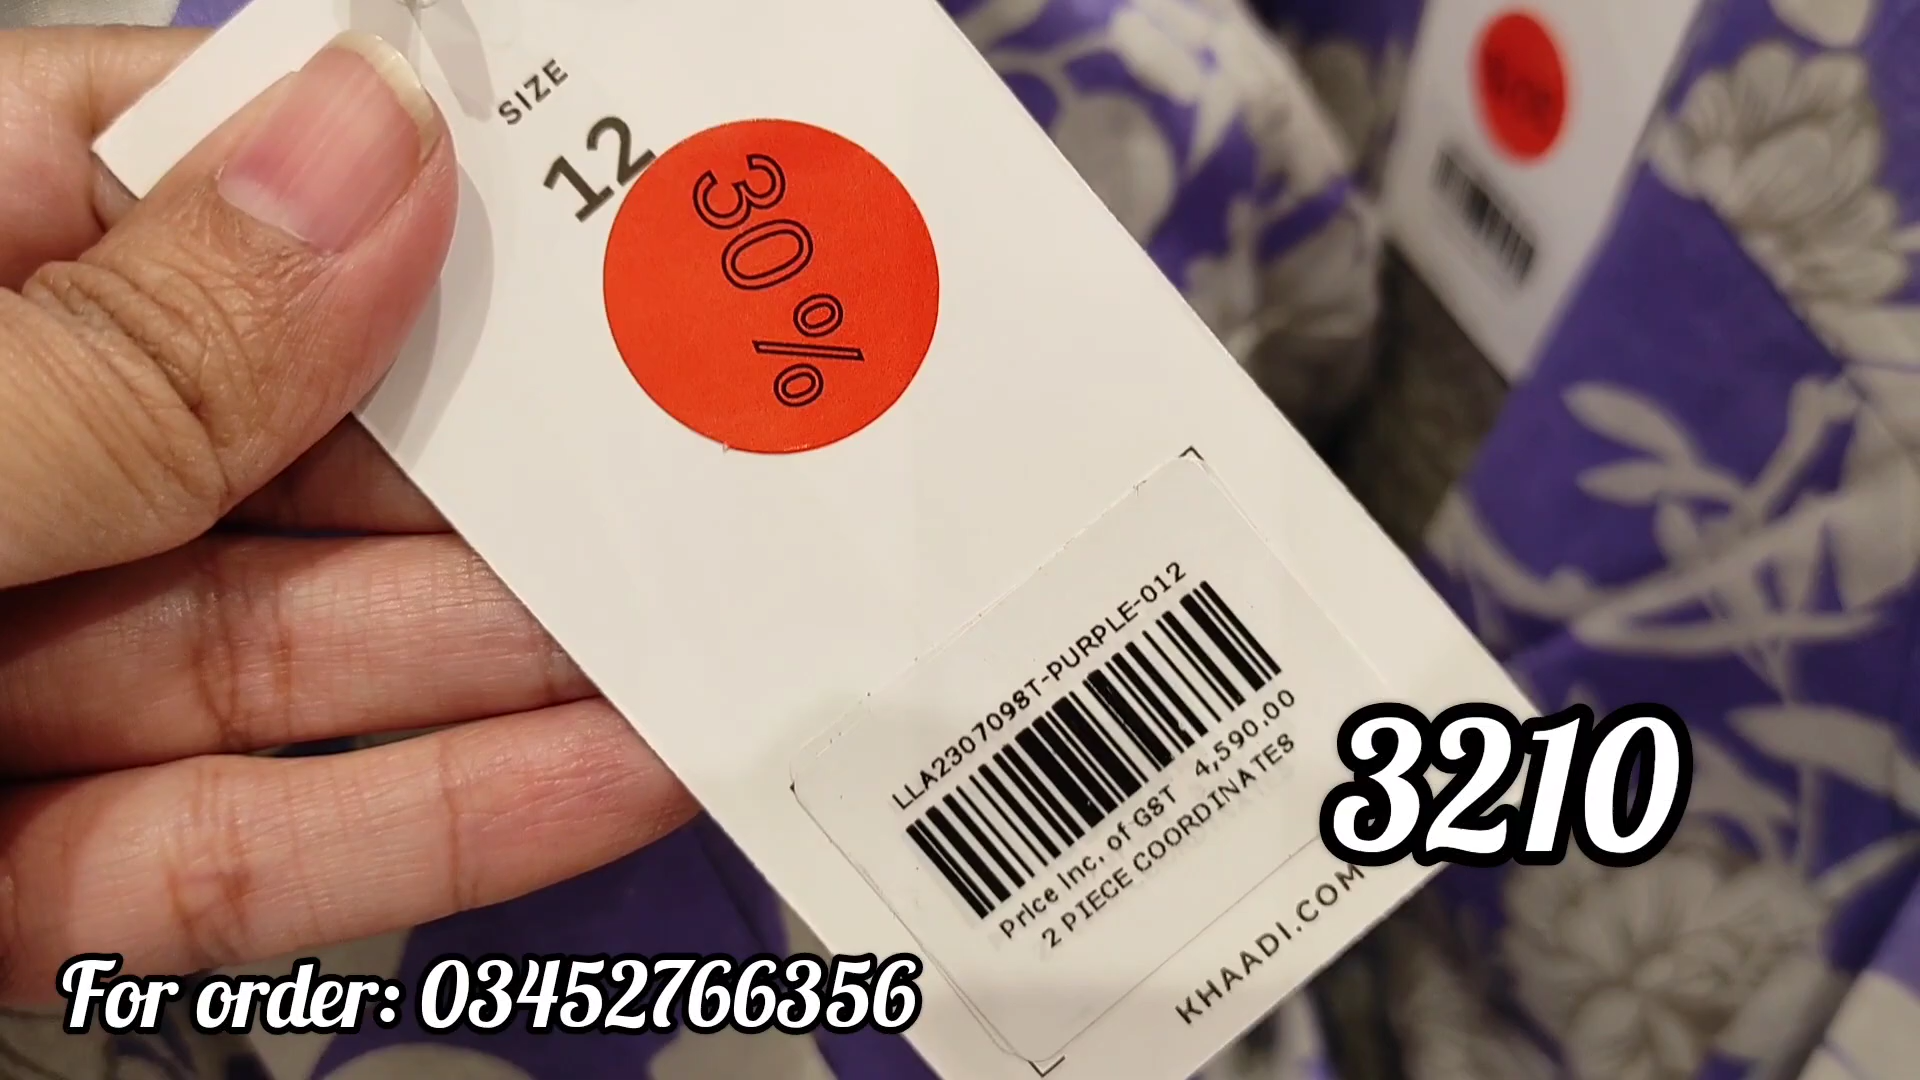 SIZE
12
30%
LLA2307098T-PURPLE-012
Price Inc. of GST 4,590.00
2 PIECE COORDINATES
KHAADI.COM
3210
For order: 03452766356